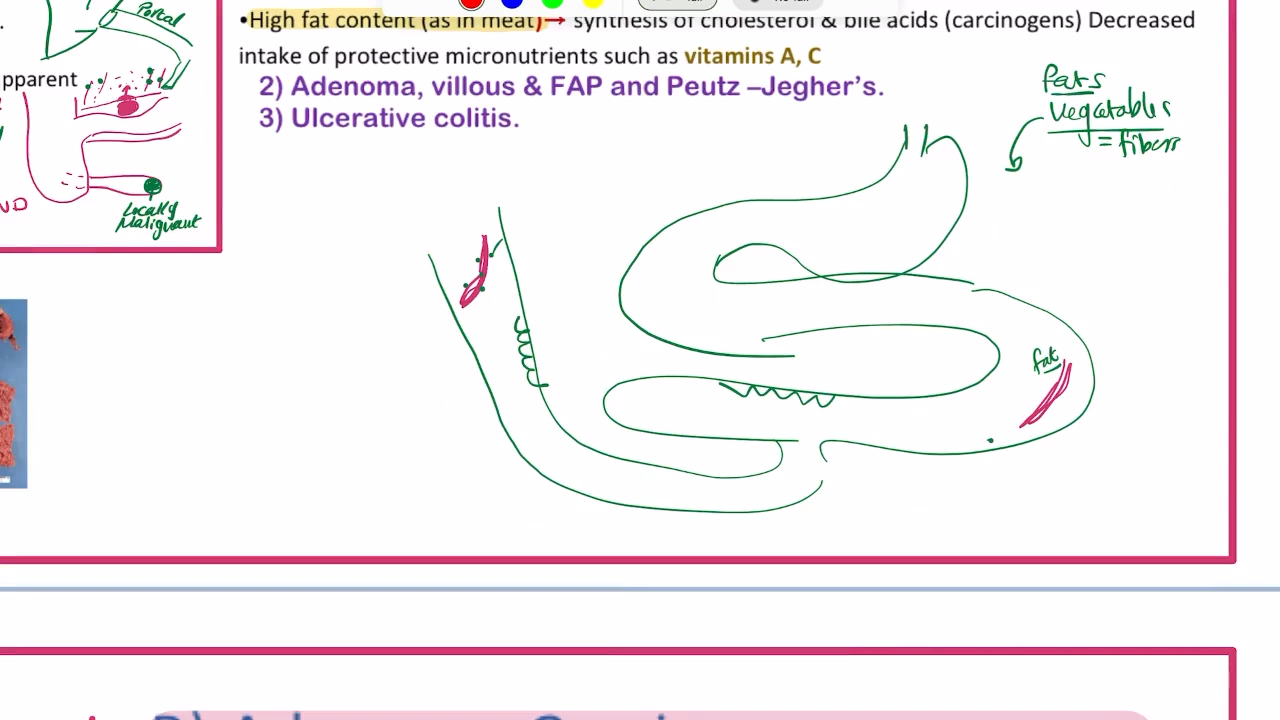 •High fat content (as in meat)→ synthesis of cholesterol & bile acids (carcinogens) Decreased
intake of protective micronutrients such as vitamins A, C
2) Adenoma, villous & FAP and Peutz –Jegher's.
3) Ulcerative colitis.
Portal
pparent
Locally
Malignant
fats
vegetables
= fibers
fat